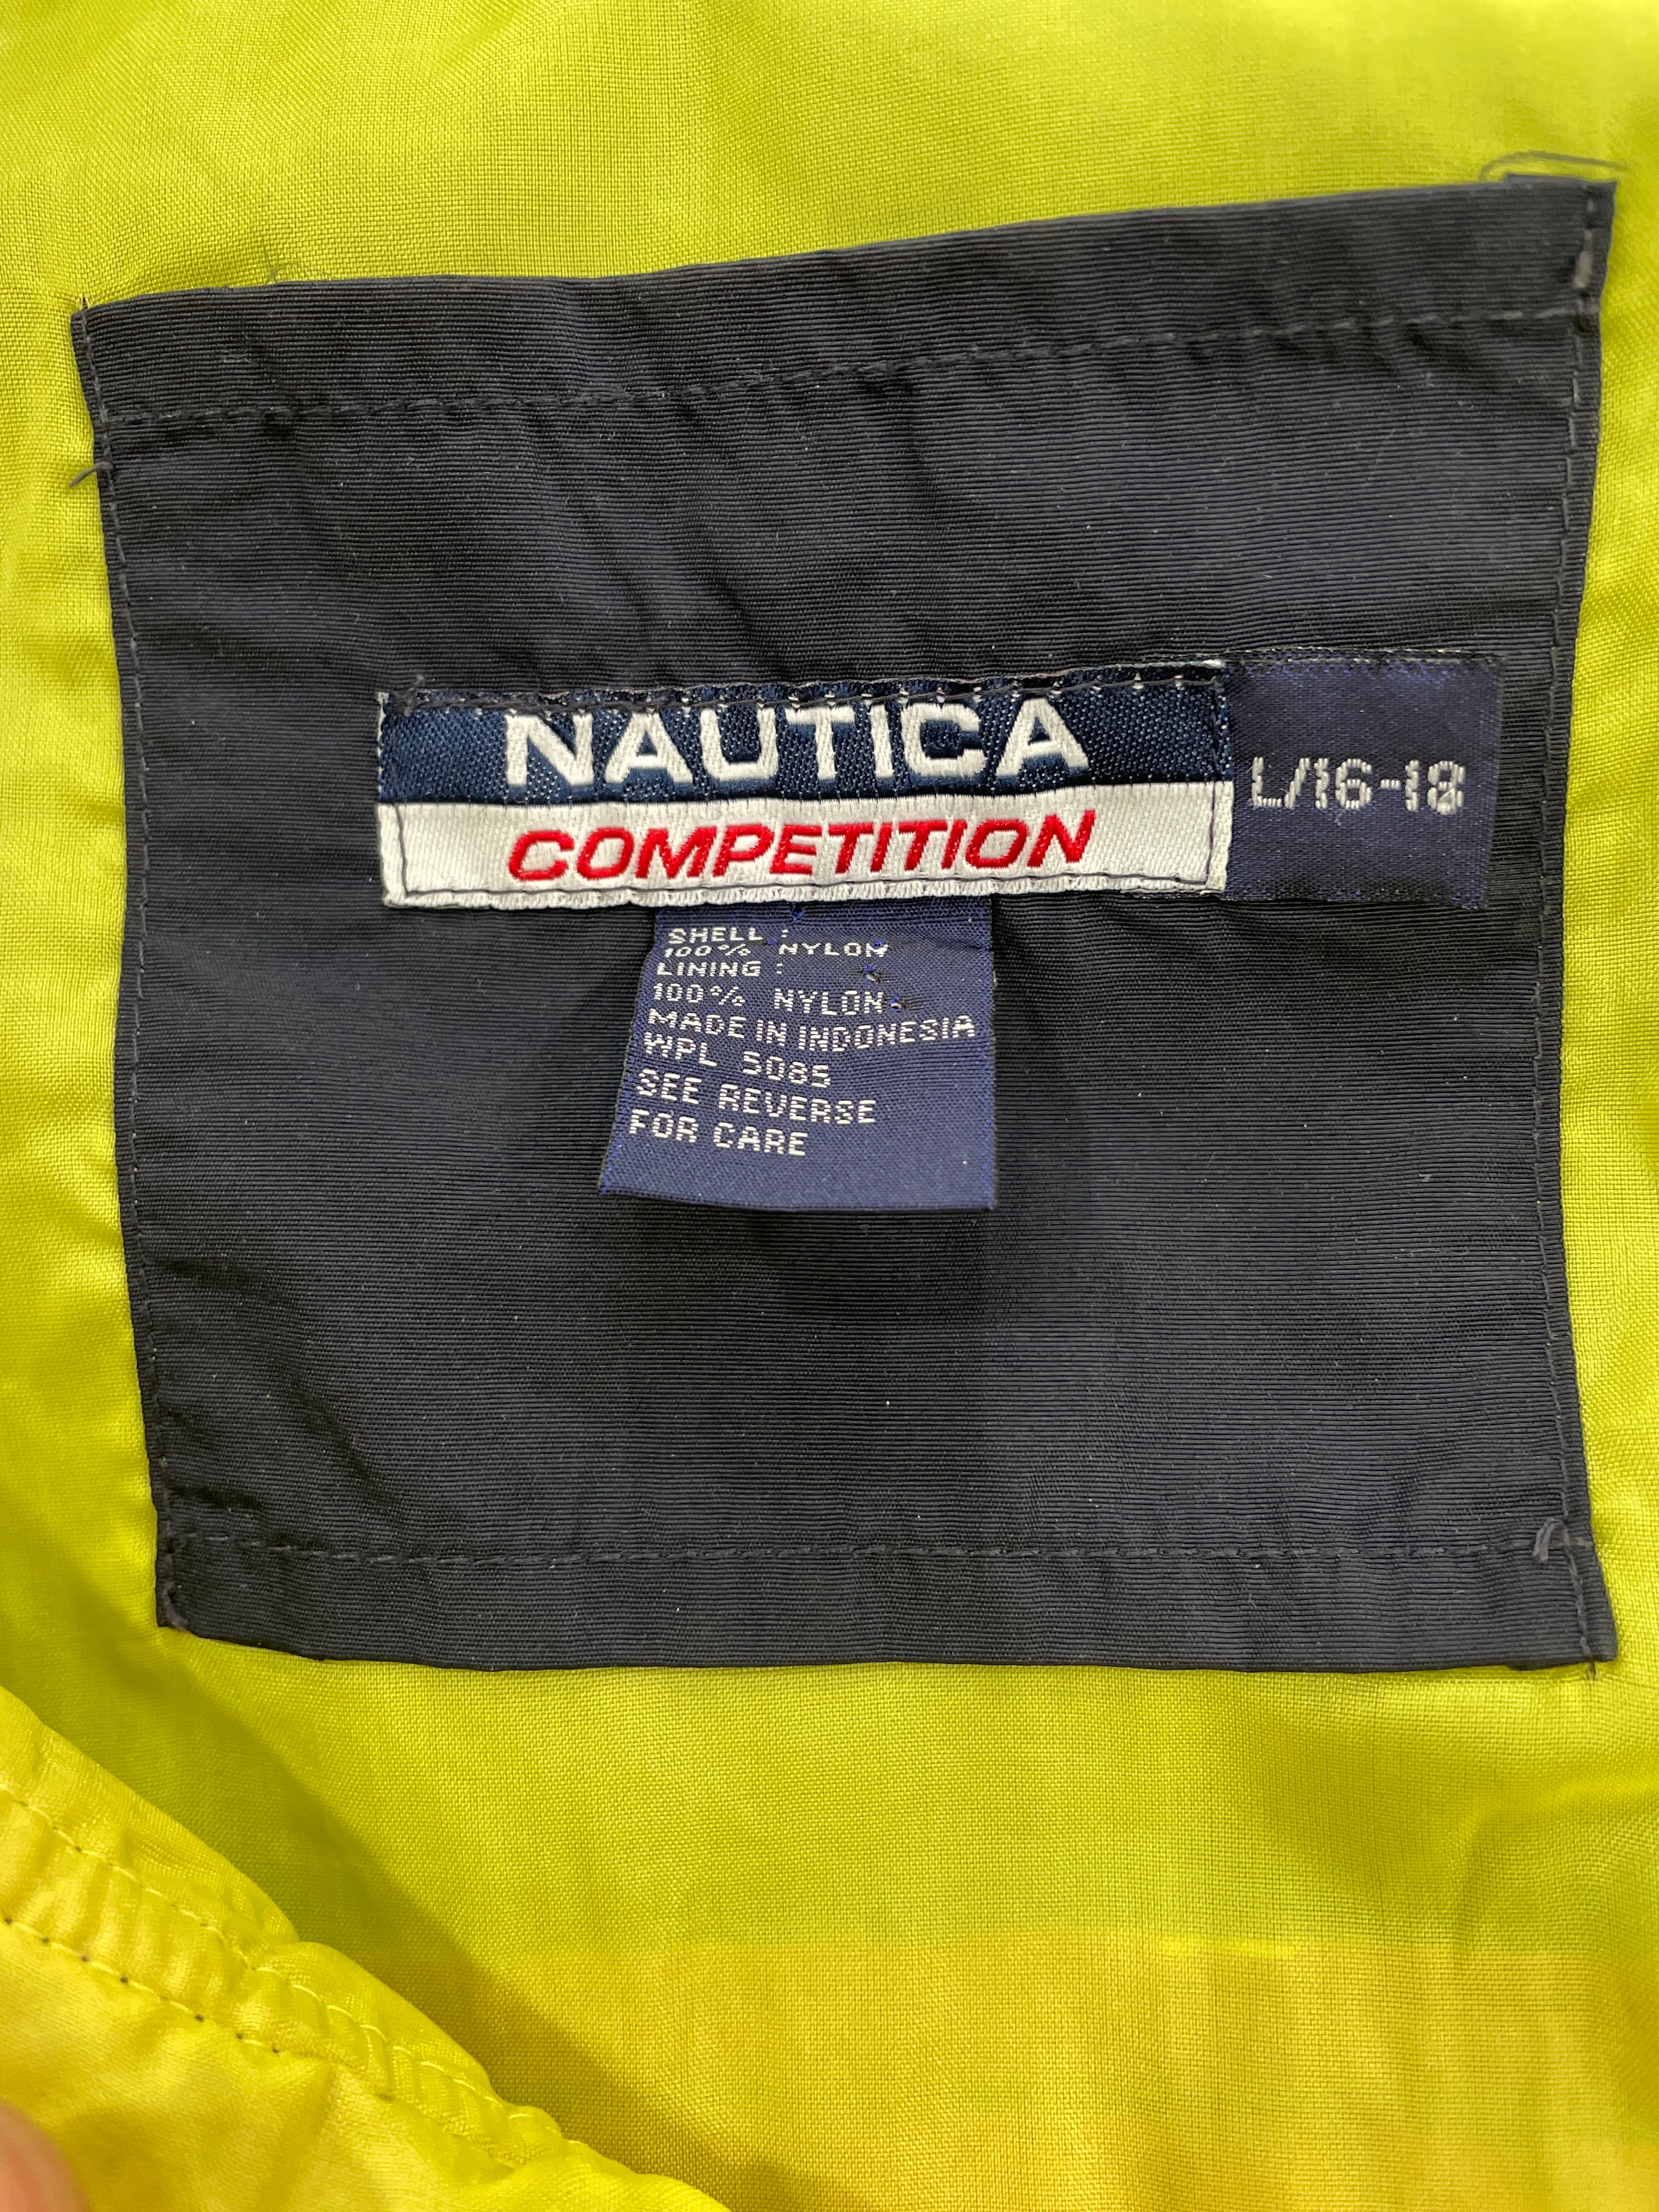 NAUTICA
COMPETITION
L/16-18
SHELL :
100% NYLON
LINING :
100% NYLON
MADE IN INDONESIA
WPL 5085
SEE REVERSE
FOR CARE